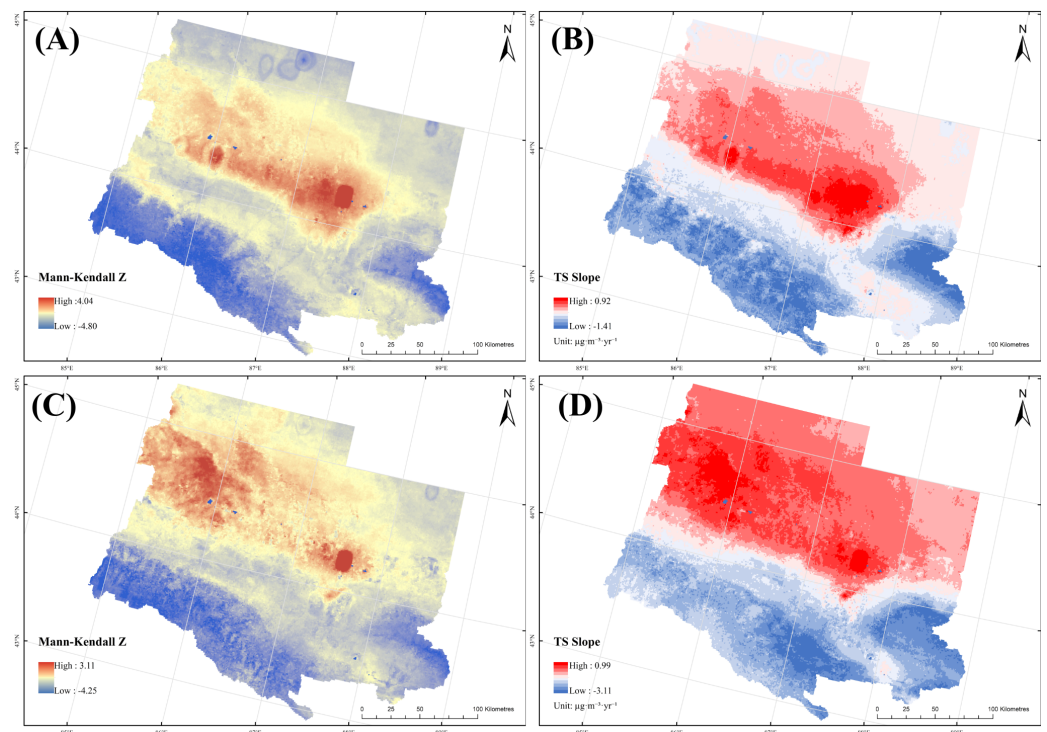 (A)
N
45°N
44°N
43°N
Mann-Kendall Z
High :4.04
Low : -4.80
0 25 50 100 Kilometres
85°E 86°E 87°E 88°E 89°E
(B)
N
TS Slope
High : 0.92
Low : -1.41
Unit: μg·m⁻³·yr⁻¹
0 25 50 100 Kilometres
85°E 86°E 87°E 88°E 89°E
(C)
N
45°N
44°N
43°N
Mann-Kendall Z
High : 3.11
Low : -4.25
0 25 50 100 Kilometres
(D)
N
TS Slope
High : 0.99
Low : -3.11
Unit: μg·m⁻³·yr⁻¹
0 25 50 100 Kilometres